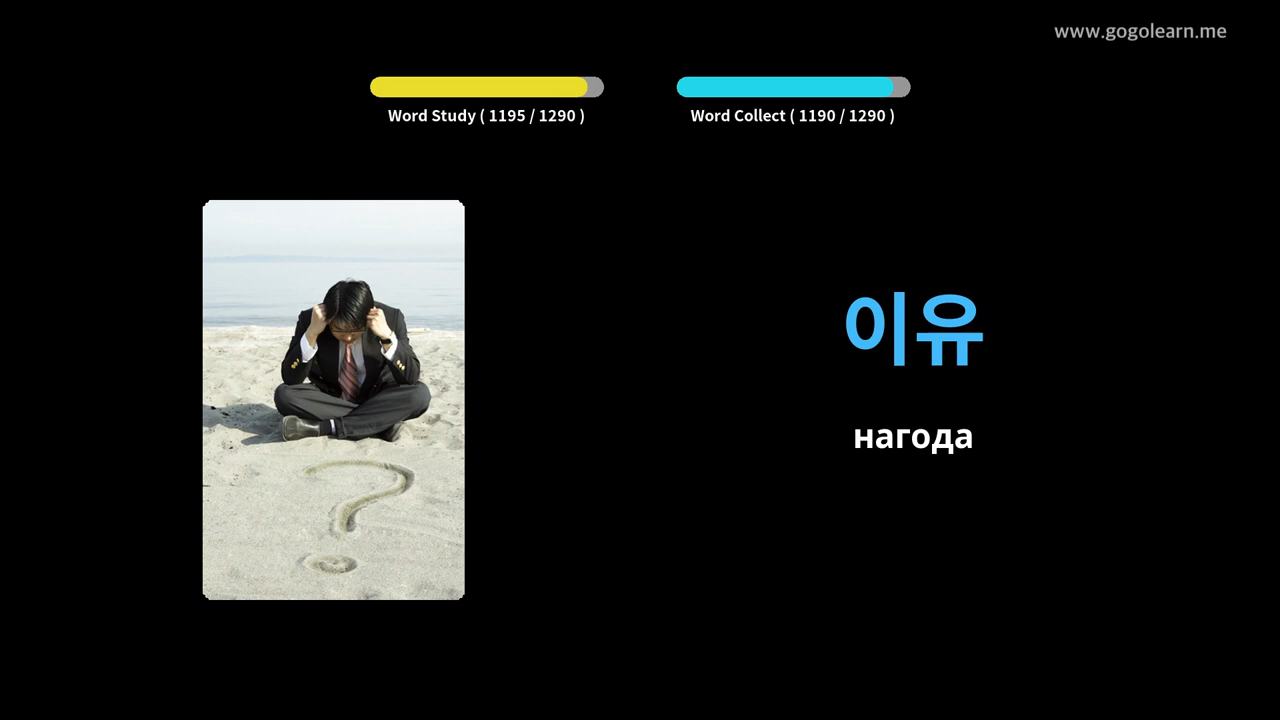 www.gogolearn.me
Word Study ( 1195 / 1290 )
Word Collect ( 1190 / 1290 )
이유
нагода
?